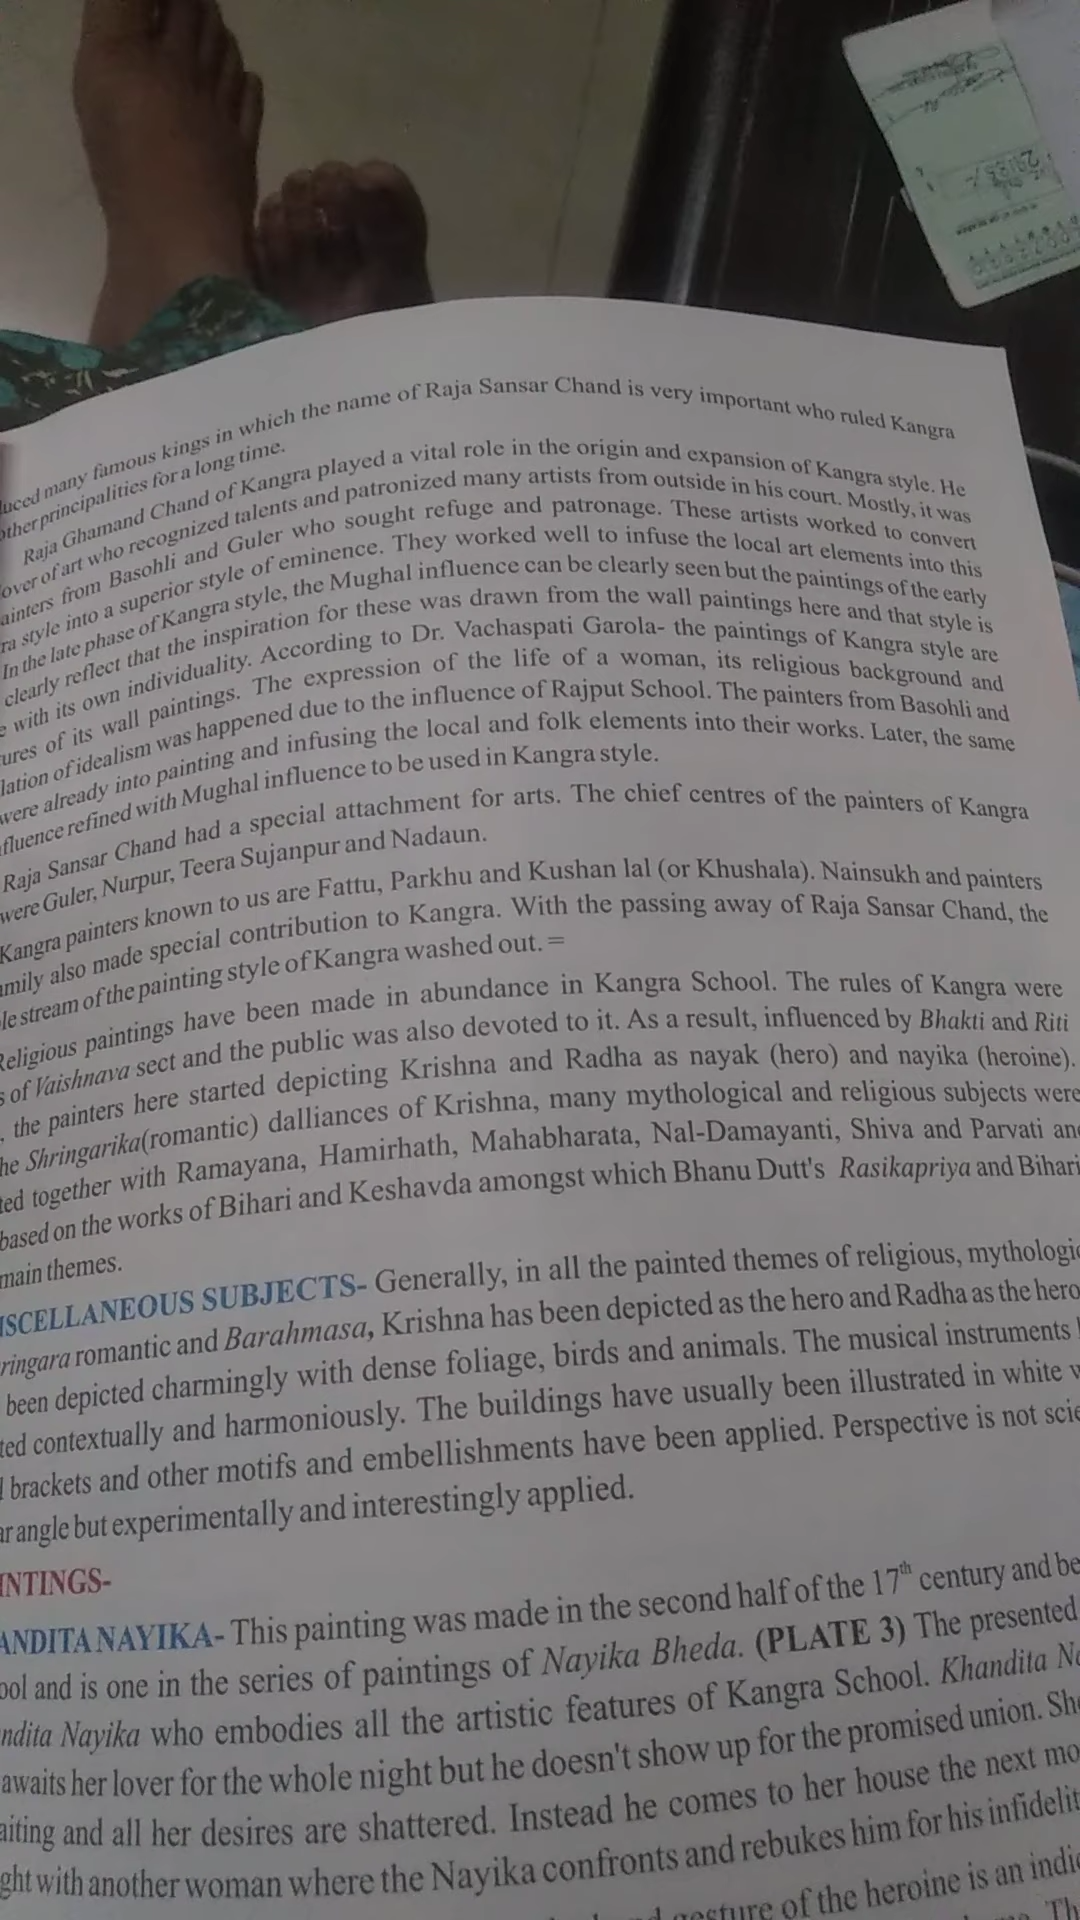 many famous kings in which the name of Raja Sansar Chand is very important who ruled Kangra
other principalities for a long time.
Raja Ghamand Chand of Kangra played a vital role in the origin and expansion of Kangra style. He
of art who recognized talents and patronized many artists from outside in his court. Mostly, it was
from Basohli and Guler who sought refuge and patronage. These artists worked to convert
style into a superior style of eminence. They worked well to infuse the local art elements into this
In the late phase of Kangra style, the Mughal influence can be clearly seen but the paintings of the early
clearly reflect that the inspiration for these was drawn from the wall paintings here and that style is
with its own individuality. According to Dr. Vachaspati Garola- the paintings of Kangra style are
ures of its wall paintings. The expression of the life of a woman, its religious background and
lation of idealism was happened due to the influence of Rajput School. The painters from Basohli and
were already into painting and infusing the local and folk elements into their works. Later, the same
fluence refined with Mughal influence to be used in Kangra style.
Raja Sansar Chand had a special attachment for arts. The chief centres of the painters of Kangra
were Guler, Nurpur, Teera Sujanpur and Nadaun.
Kangra painters known to us are Fattu, Parkhu and Kushan lal (or Khushala). Nainsukh and painters
mily also made special contribution to Kangra. With the passing away of Raja Sansar Chand, the
le stream of the painting style of Kangra washed out. =
Religious paintings have been made in abundance in Kangra School. The rules of Kangra were
s of Vaishnava sect and the public was also devoted to it. As a result, influenced by Bhakti and Riti
, the painters here started depicting Krishna and Radha as nayak (hero) and nayika (heroine).
he Shringarika(romantic) dalliances of Krishna, many mythological and religious subjects were
ted together with Ramayana, Hamirhath, Mahabharata, Nal-Damayanti, Shiva and Parvati an
based on the works of Bihari and Keshavda amongst which Bhanu Dutt's Rasikapriya and Bihari
main themes.
ISCELLANEOUS SUBJECTS- Generally, in all the painted themes of religious, mythologic
ringara romantic and Barahmasa, Krishna has been depicted as the hero and Radha as the hero
been depicted charmingly with dense foliage, birds and animals. The musical instruments
ted contextually and harmoniously. The buildings have usually been illustrated in white
brackets and other motifs and embellishments have been applied. Perspective is not scie
ar angle but experimentally and interestingly applied.
INTINGS-
ANDITA NAYIKA- This painting was made in the second half of the 17th century and be
ool and is one in the series of paintings of Nayika Bheda. (PLATE 3) The presented
ndita Nayika who embodies all the artistic features of Kangra School. Khandita Na
awaits her lover for the whole night but he doesn't show up for the promised union. She
aiting and all her desires are shattered. Instead he comes to her house the next mo
ght with another woman where the Nayika confronts and rebukes him for his infidelit
gesture of the heroine is an indic
Th